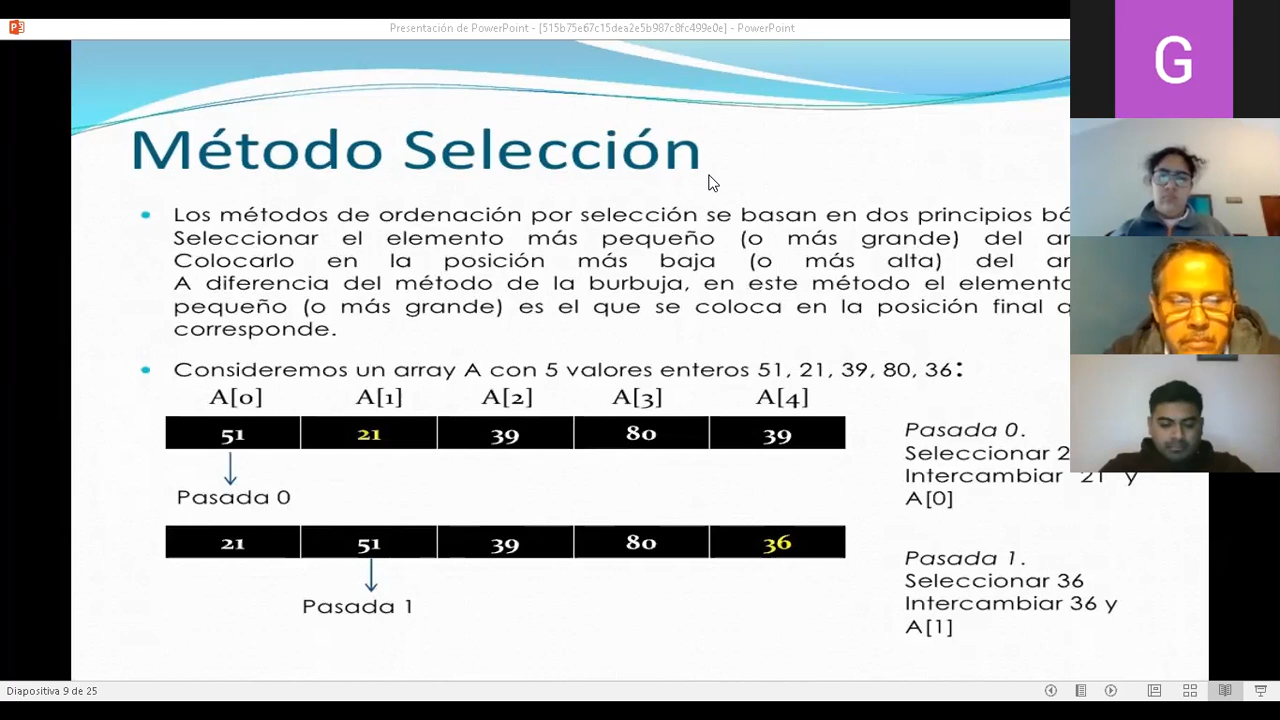 Presentación de PowerPoint - [515b75e67c15dea2e5b987c8fc499e0e] - PowerPoint
G
Método Selección
Los métodos de ordenación por selección se basan en dos principios
Seleccionar el elemento más pequeño (o más grande) del
Colocarlo en la posición más baja (o más alta) del
A diferencia del método de la burbuja, en este método el elemento
pequeño (o más grande) es el que se coloca en la posición final
corresponde.
Consideremos un array A con 5 valores enteros 51, 21, 39, 80, 36:
A[0] A[1] A[2] A[3] A[4]
51 21 39 80 39
Pasada 0
Pasada 0.
Seleccionar
Intercambiar 21 y
A[0]
21 51 39 80 36
Pasada 1
Pasada 1.
Seleccionar 36
Intercambiar 36 y
A[1]
Diapositiva 9 de 25